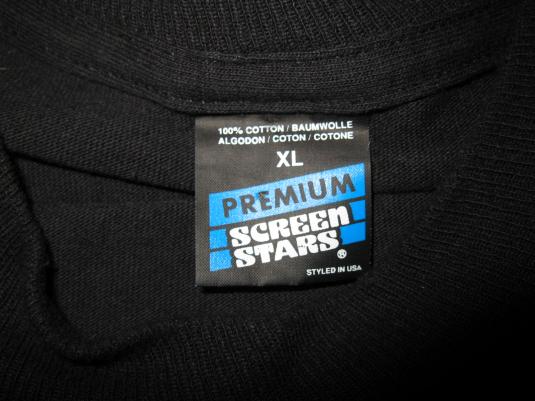 100% COTTON / BAUMWOLLE
ALGODON / COTON / COTONE
XL
PREMIUM
SCREEN
STARS ®
STYLED IN USA